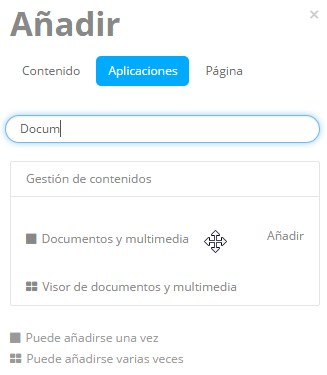 Añadir
×
Contenido Aplicaciones Página
Docum
Gestión de contenidos
Documentos y multimedia Añadir
Visor de documentos y multimedia
Puede añadirse una vez
Puede añadirse varias veces